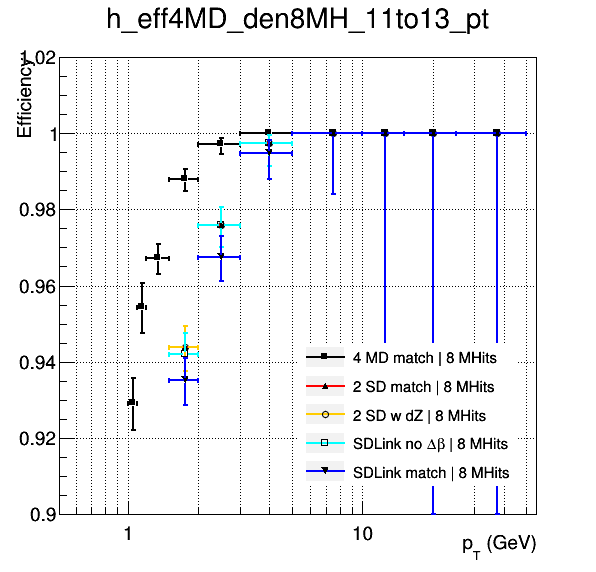 h_eff4MD_den8MH_11to13_pt
Efficiency
1.02
1
0.98
0.96
0.94
0.92
0.9
4 MD match | 8 MHits
2 SD match | 8 MHits
2 SD w dZ | 8 MHits
SDLink no Δβ | 8 MHits
SDLink match | 8 MHits
1
10
p_T (GeV)